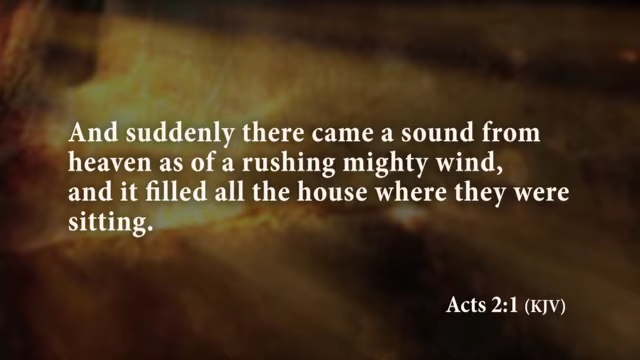 And suddenly there came a sound from
heaven as of a rushing mighty wind,
and it filled all the house where they were
sitting.
Acts 2:1 (KJV)